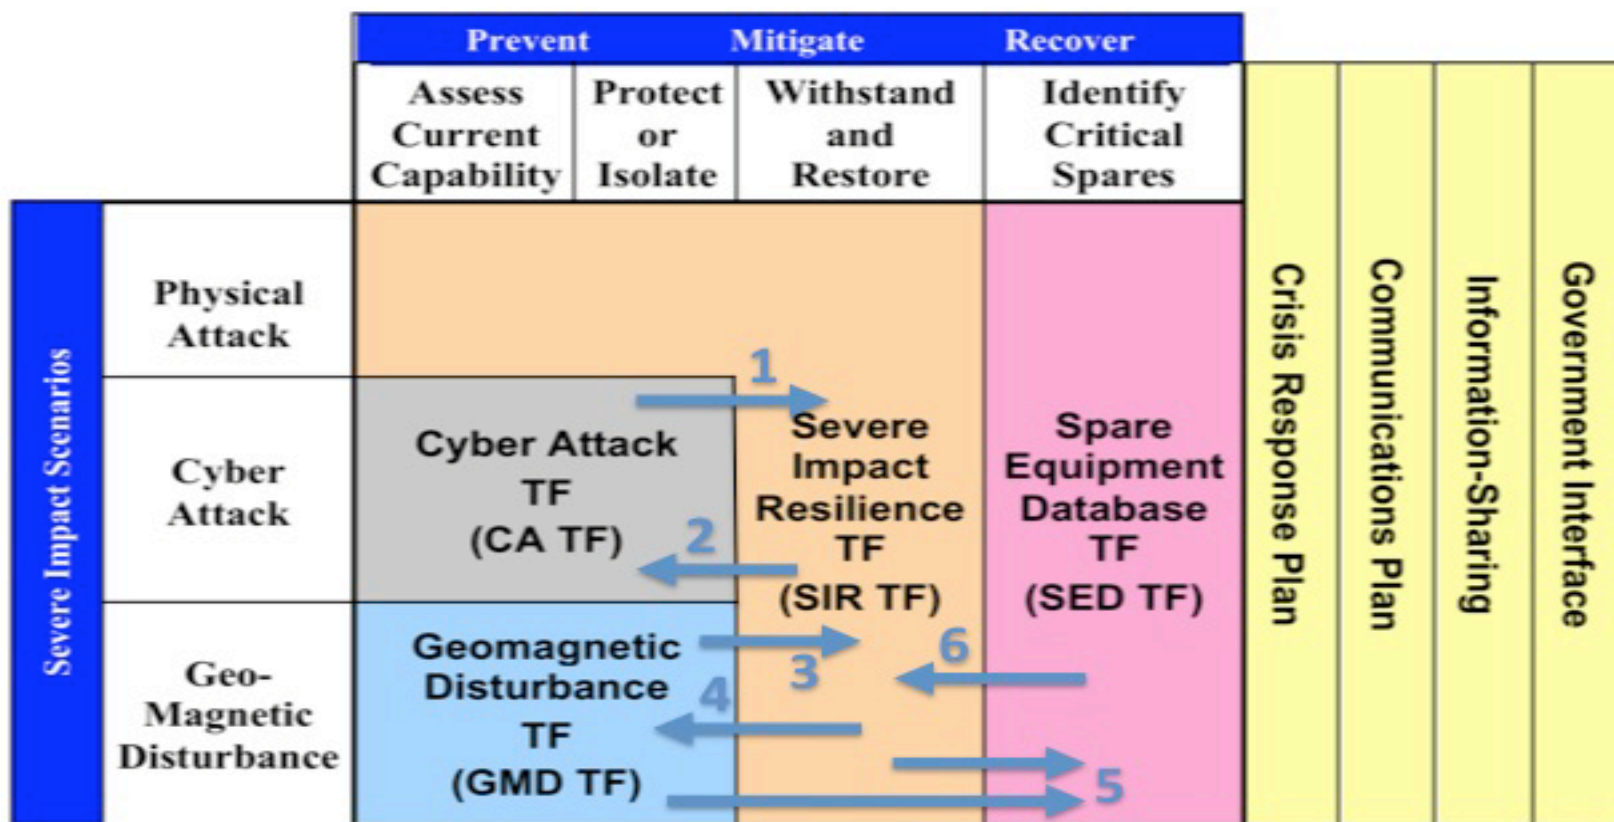 Prevent
Mitigate
Recover
Assess
Current
Capability
Protect
or
Isolate
Withstand
and
Restore
Identify
Critical
Spares
Severe Impact Scenarios
Physical
Attack
Cyber
Attack
Geo-
Magnetic
Disturbance
Cyber Attack
TF
(CA TF)
Geomagnetic
Disturbance
TF
(GMD TF)
Severe
Impact
Resilience
TF
(SIR TF)
Spare
Equipment
Database
TF
(SED TF)
1
2
3
4
5
6
Crisis Response Plan
Communications Plan
Information-Sharing
Government Interface